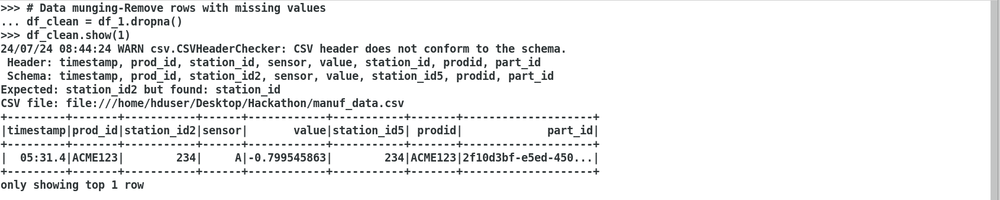 >>> # Data munging-Remove rows with missing values
... df_clean = df_1.dropna()
>>> df_clean.show(1)
24/07/24 08:44:24 WARN csv.CSVHeaderChecker: CSV header does not conform to the schema.
 Header: timestamp, prod_id, station_id, sensor, value, station_id, prodid, part_id
 Schema: timestamp, prod_id, station_id2, sensor, value, station_id5, prodid, part_id
Expected: station_id2 but found: station_id
CSV file: file:///home/hduser/Desktop/Hackathon/manuf_data.csv
+---------+-------+-----------+------+------------+-----------+-------+--------------------+
|timestamp|prod_id|station_id2|sensor|       value|station_id5| prodid|             part_id|
+---------+-------+-----------+------+------------+-----------+-------+--------------------+
|  05:31.4|ACME123|        234|     A|-0.799545863|        234|ACME123|2f10d3bf-e5ed-450...|
+---------+-------+-----------+------+------------+-----------+-------+--------------------+
only showing top 1 row